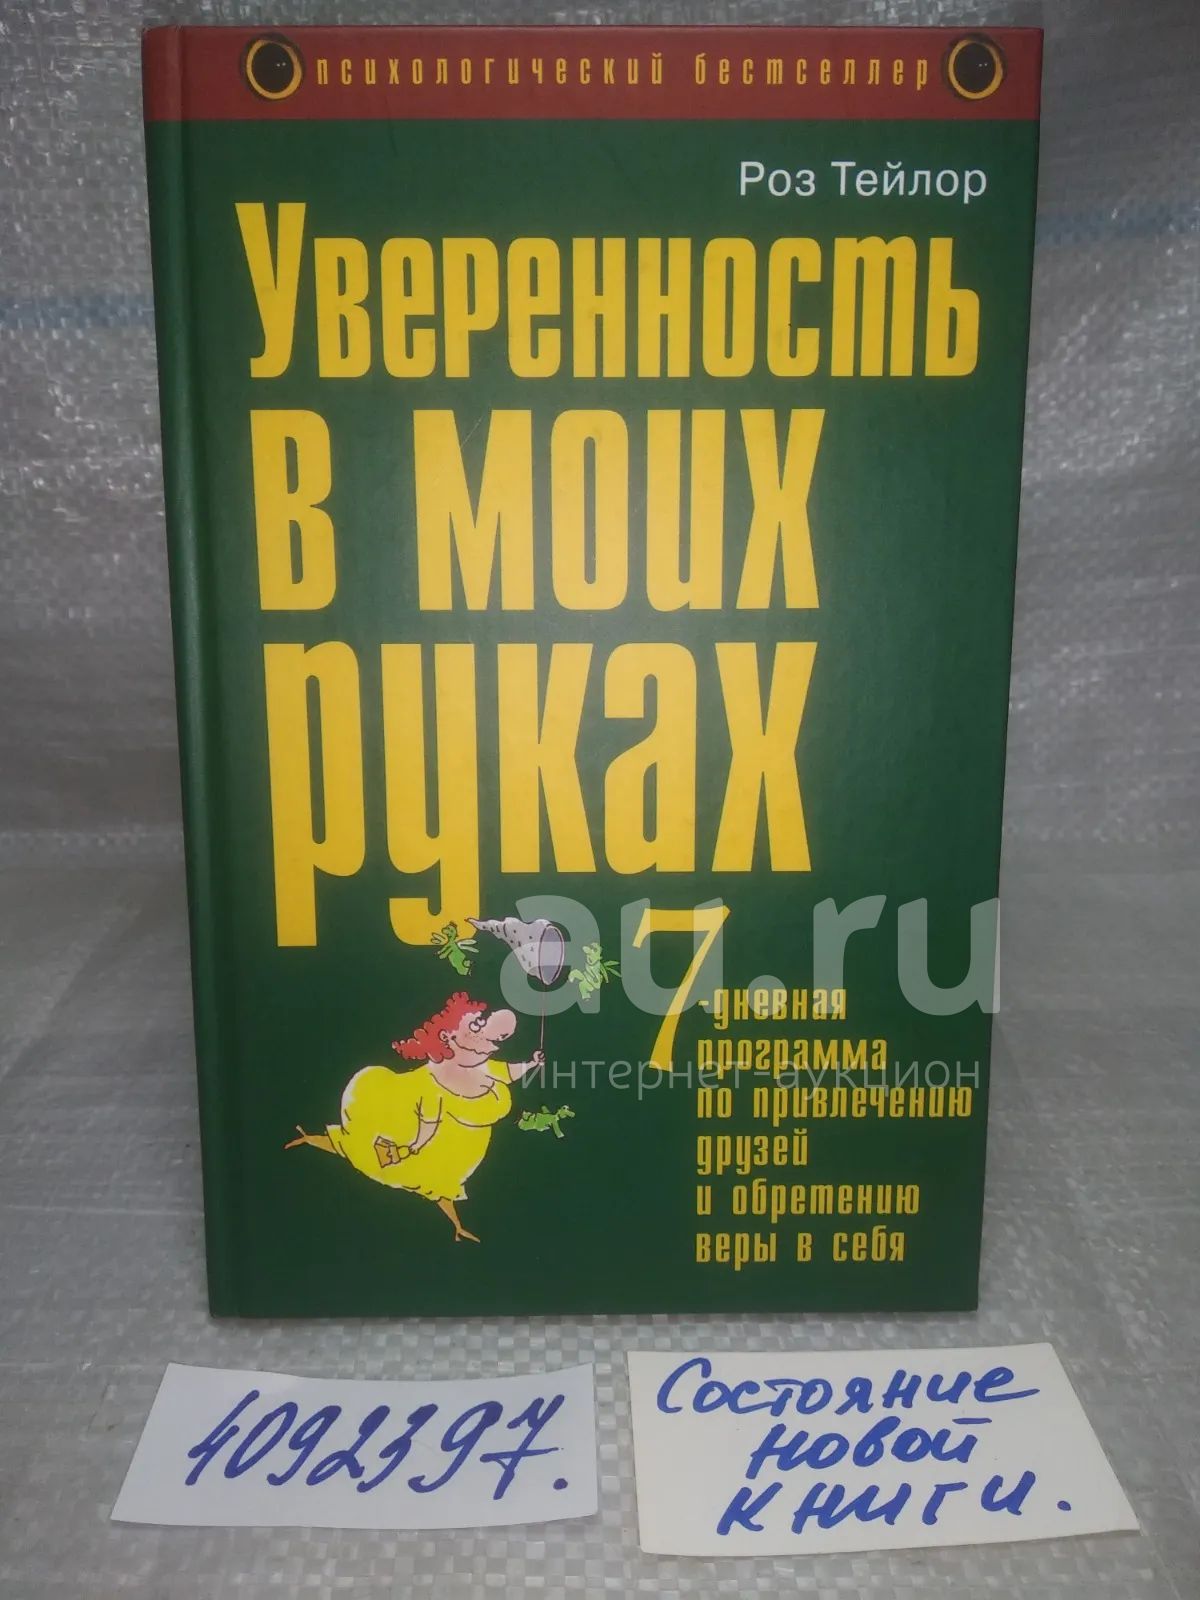 психологический бестселлер
Роз Тейлор
Уверенность
в моих
руках
7-дневная
программа
по привлечению
друзей
и обретению
веры в себя
au.ru
интернет-аукцион
4092397.
Состояние
новой
книги.